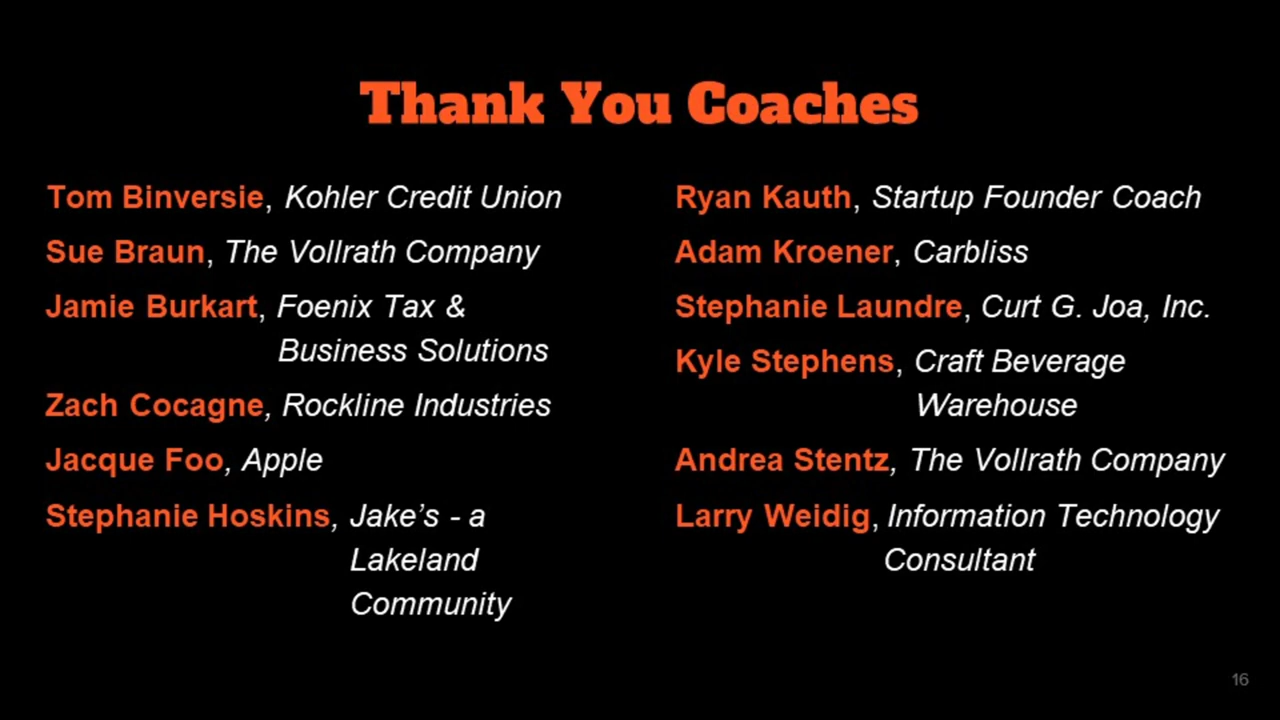 Thank You Coaches
Tom Binversie, Kohler Credit Union
Sue Braun, The Vollrath Company
Jamie Burkart, Foenix Tax &
Business Solutions
Zach Cocagne, Rockline Industries
Jacque Foo, Apple
Stephanie Hoskins, Jake’s - a
Lakeland
Community
Ryan Kauth, Startup Founder Coach
Adam Kroener, Carbliss
Stephanie Laundre, Curt G. Joa, Inc.
Kyle Stephens, Craft Beverage
Warehouse
Andrea Stentz, The Vollrath Company
Larry Weidig, Information Technology
Consultant
16